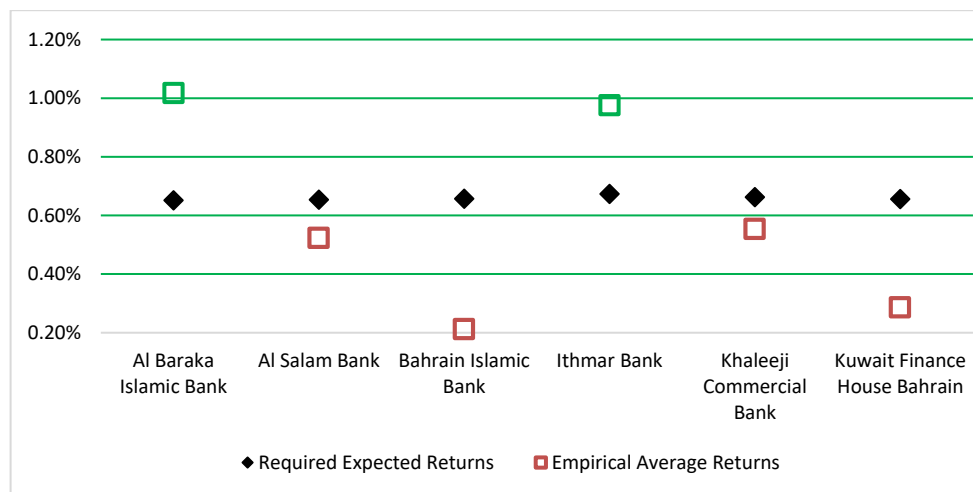 1.20%
1.00%
0.80%
0.60%
0.40%
0.20%
Al Baraka
Islamic Bank
Al Salam Bank
Bahrain Islamic
Bank
Ithmar Bank
Khaleeji
Commercial
Bank
Kuwait Finance
House Bahrain
Required Expected Returns
Empirical Average Returns